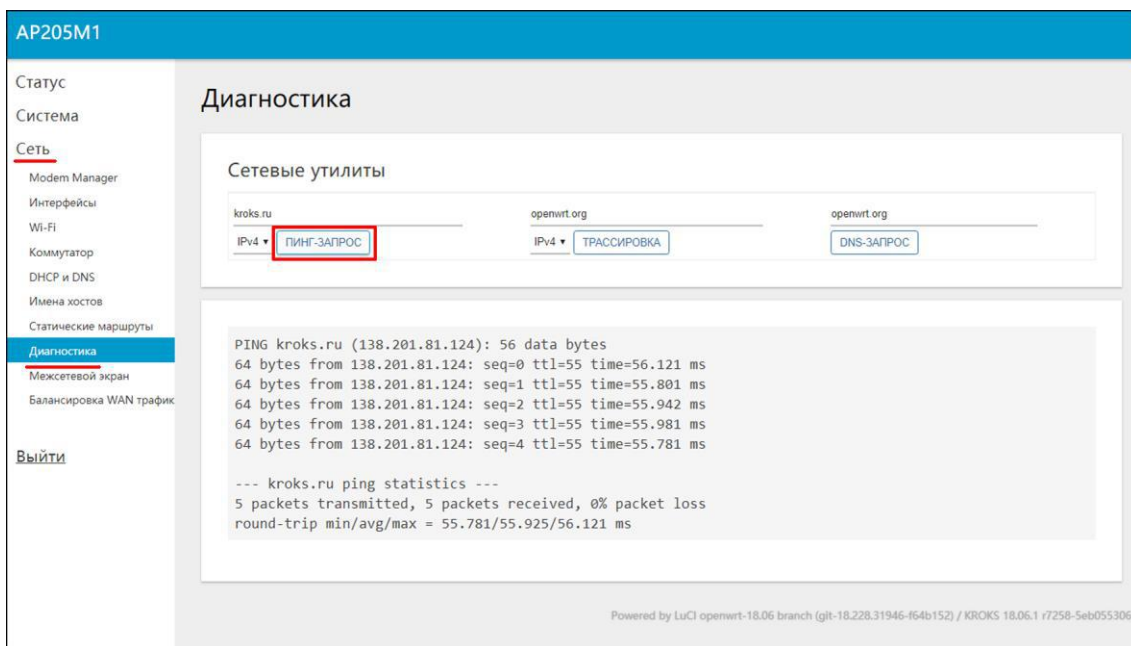 AP205M1
Статус
Система
Сеть
Modem Manager
Интерфейсы
Wi-Fi
Коммутатор
DHCP и DNS
Имена хостов
Статические маршруты
Диагностика
Межсетевой экран
Балансировка WAN трафик
Выйти
Диагностика
Сетевые утилиты
kroks.ru openwrt.org openwrt.org
IPv4 ПИНГ-ЗАПРОС IPv4 ТРАССИРОВКА DNS-ЗАПРОС
PING kroks.ru (138.201.81.124): 56 data bytes
64 bytes from 138.201.81.124: seq=0 ttl=55 time=56.121 ms
64 bytes from 138.201.81.124: seq=1 ttl=55 time=55.801 ms
64 bytes from 138.201.81.124: seq=2 ttl=55 time=55.942 ms
64 bytes from 138.201.81.124: seq=3 ttl=55 time=55.981 ms
64 bytes from 138.201.81.124: seq=4 ttl=55 time=55.781 ms
--- kroks.ru ping statistics ---
5 packets transmitted, 5 packets received, 0% packet loss
round-trip min/avg/max = 55.781/55.925/56.121 ms
Powered by LuCI openwrt-18.06 branch (git-18.228.31946-f64b152) / KROKS 18.06.1 r7258-5eb055306